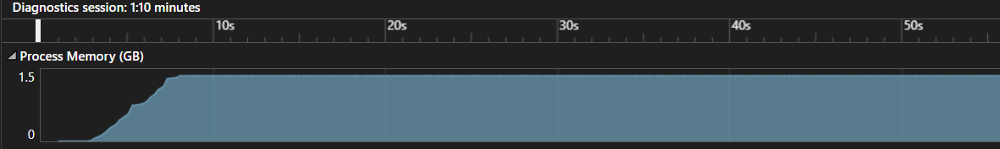 Diagnostics session: 1:10 minutes
10s 20s 30s 40s 50s
Process Memory (GB)
1.5
0